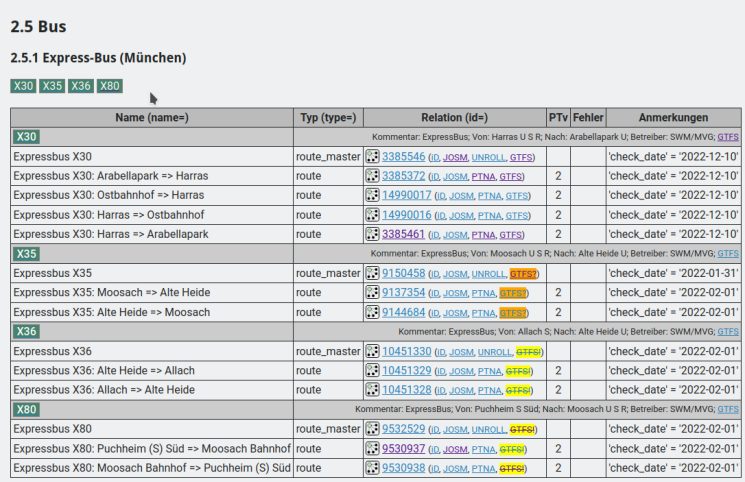 2.5 Bus
2.5.1 Express-Bus (München)
X30 X35 X36 X80
Name (name=) Typ (type=) Relation (id=) PTv Fehler Anmerkungen
X30 Kommentar: ExpressBus; Von: Harras U S R; Nach: Arabellapark U; Betreiber: SWM/MVG; GTFS
Expressbus X30 route_master 3385546 (iD, JOSM, UNROLL, GTFS) 'check_date' = '2022-12-10'
Expressbus X30: Arabellapark => Harras route 3385372 (iD, JOSM, PTNA, GTFS) 2 'check_date' = '2022-12-10'
Expressbus X30: Ostbahnhof => Harras route 14990017 (iD, JOSM, PTNA, GTFS) 2 'check_date' = '2022-12-10'
Expressbus X30: Harras => Ostbahnhof route 14990016 (iD, JOSM, PTNA, GTFS) 2 'check_date' = '2022-12-10'
Expressbus X30: Harras => Arabellapark route 3385461 (iD, JOSM, PTNA, GTFS) 2 'check_date' = '2022-12-10'
X35 Kommentar: ExpressBus; Von: Moosach U S R; Nach: Alte Heide U; Betreiber: SWM/MVG; GTFS
Expressbus X35 route_master 9150458 (iD, JOSM, UNROLL, GTFS?) 'check_date' = '2022-01-31'
Expressbus X35: Moosach => Alte Heide route 9137354 (iD, JOSM, PTNA, GTFS?) 2 'check_date' = '2022-02-01'
Expressbus X35: Alte Heide => Moosach route 9144684 (iD, JOSM, PTNA, GTFS?) 2 'check_date' = '2022-02-01'
X36 Kommentar: ExpressBus; Von: Allach S; Nach: Alte Heide U; Betreiber: SWM/MVG; GTFS
Expressbus X36 route_master 10451330 (iD, JOSM, UNROLL, GTFS!) 'check_date' = '2022-02-01'
Expressbus X36: Alte Heide => Allach route 10451329 (iD, JOSM, PTNA, GTFS!) 2 'check_date' = '2022-02-01'
Expressbus X36: Allach => Alte Heide route 10451328 (iD, JOSM, PTNA, GTFS!) 2 'check_date' = '2022-02-01'
X80 Kommentar: ExpressBus; Von: Puchheim S Süd; Nach: Moosach U S R; Betreiber: SWM/MVG; GTFS
Expressbus X80 route_master 9532529 (iD, JOSM, UNROLL, GTFS!) 'check_date' = '2022-02-01'
Expressbus X80: Puchheim (S) Süd => Moosach Bahnhof route 9530937 (iD, JOSM, PTNA, GTFS!) 2 'check_date' = '2022-02-01'
Expressbus X80: Moosach Bahnhof => Puchheim (S) Süd route 9530938 (iD, JOSM, PTNA, GTFS!) 2 'check_date' = '2022-02-01'